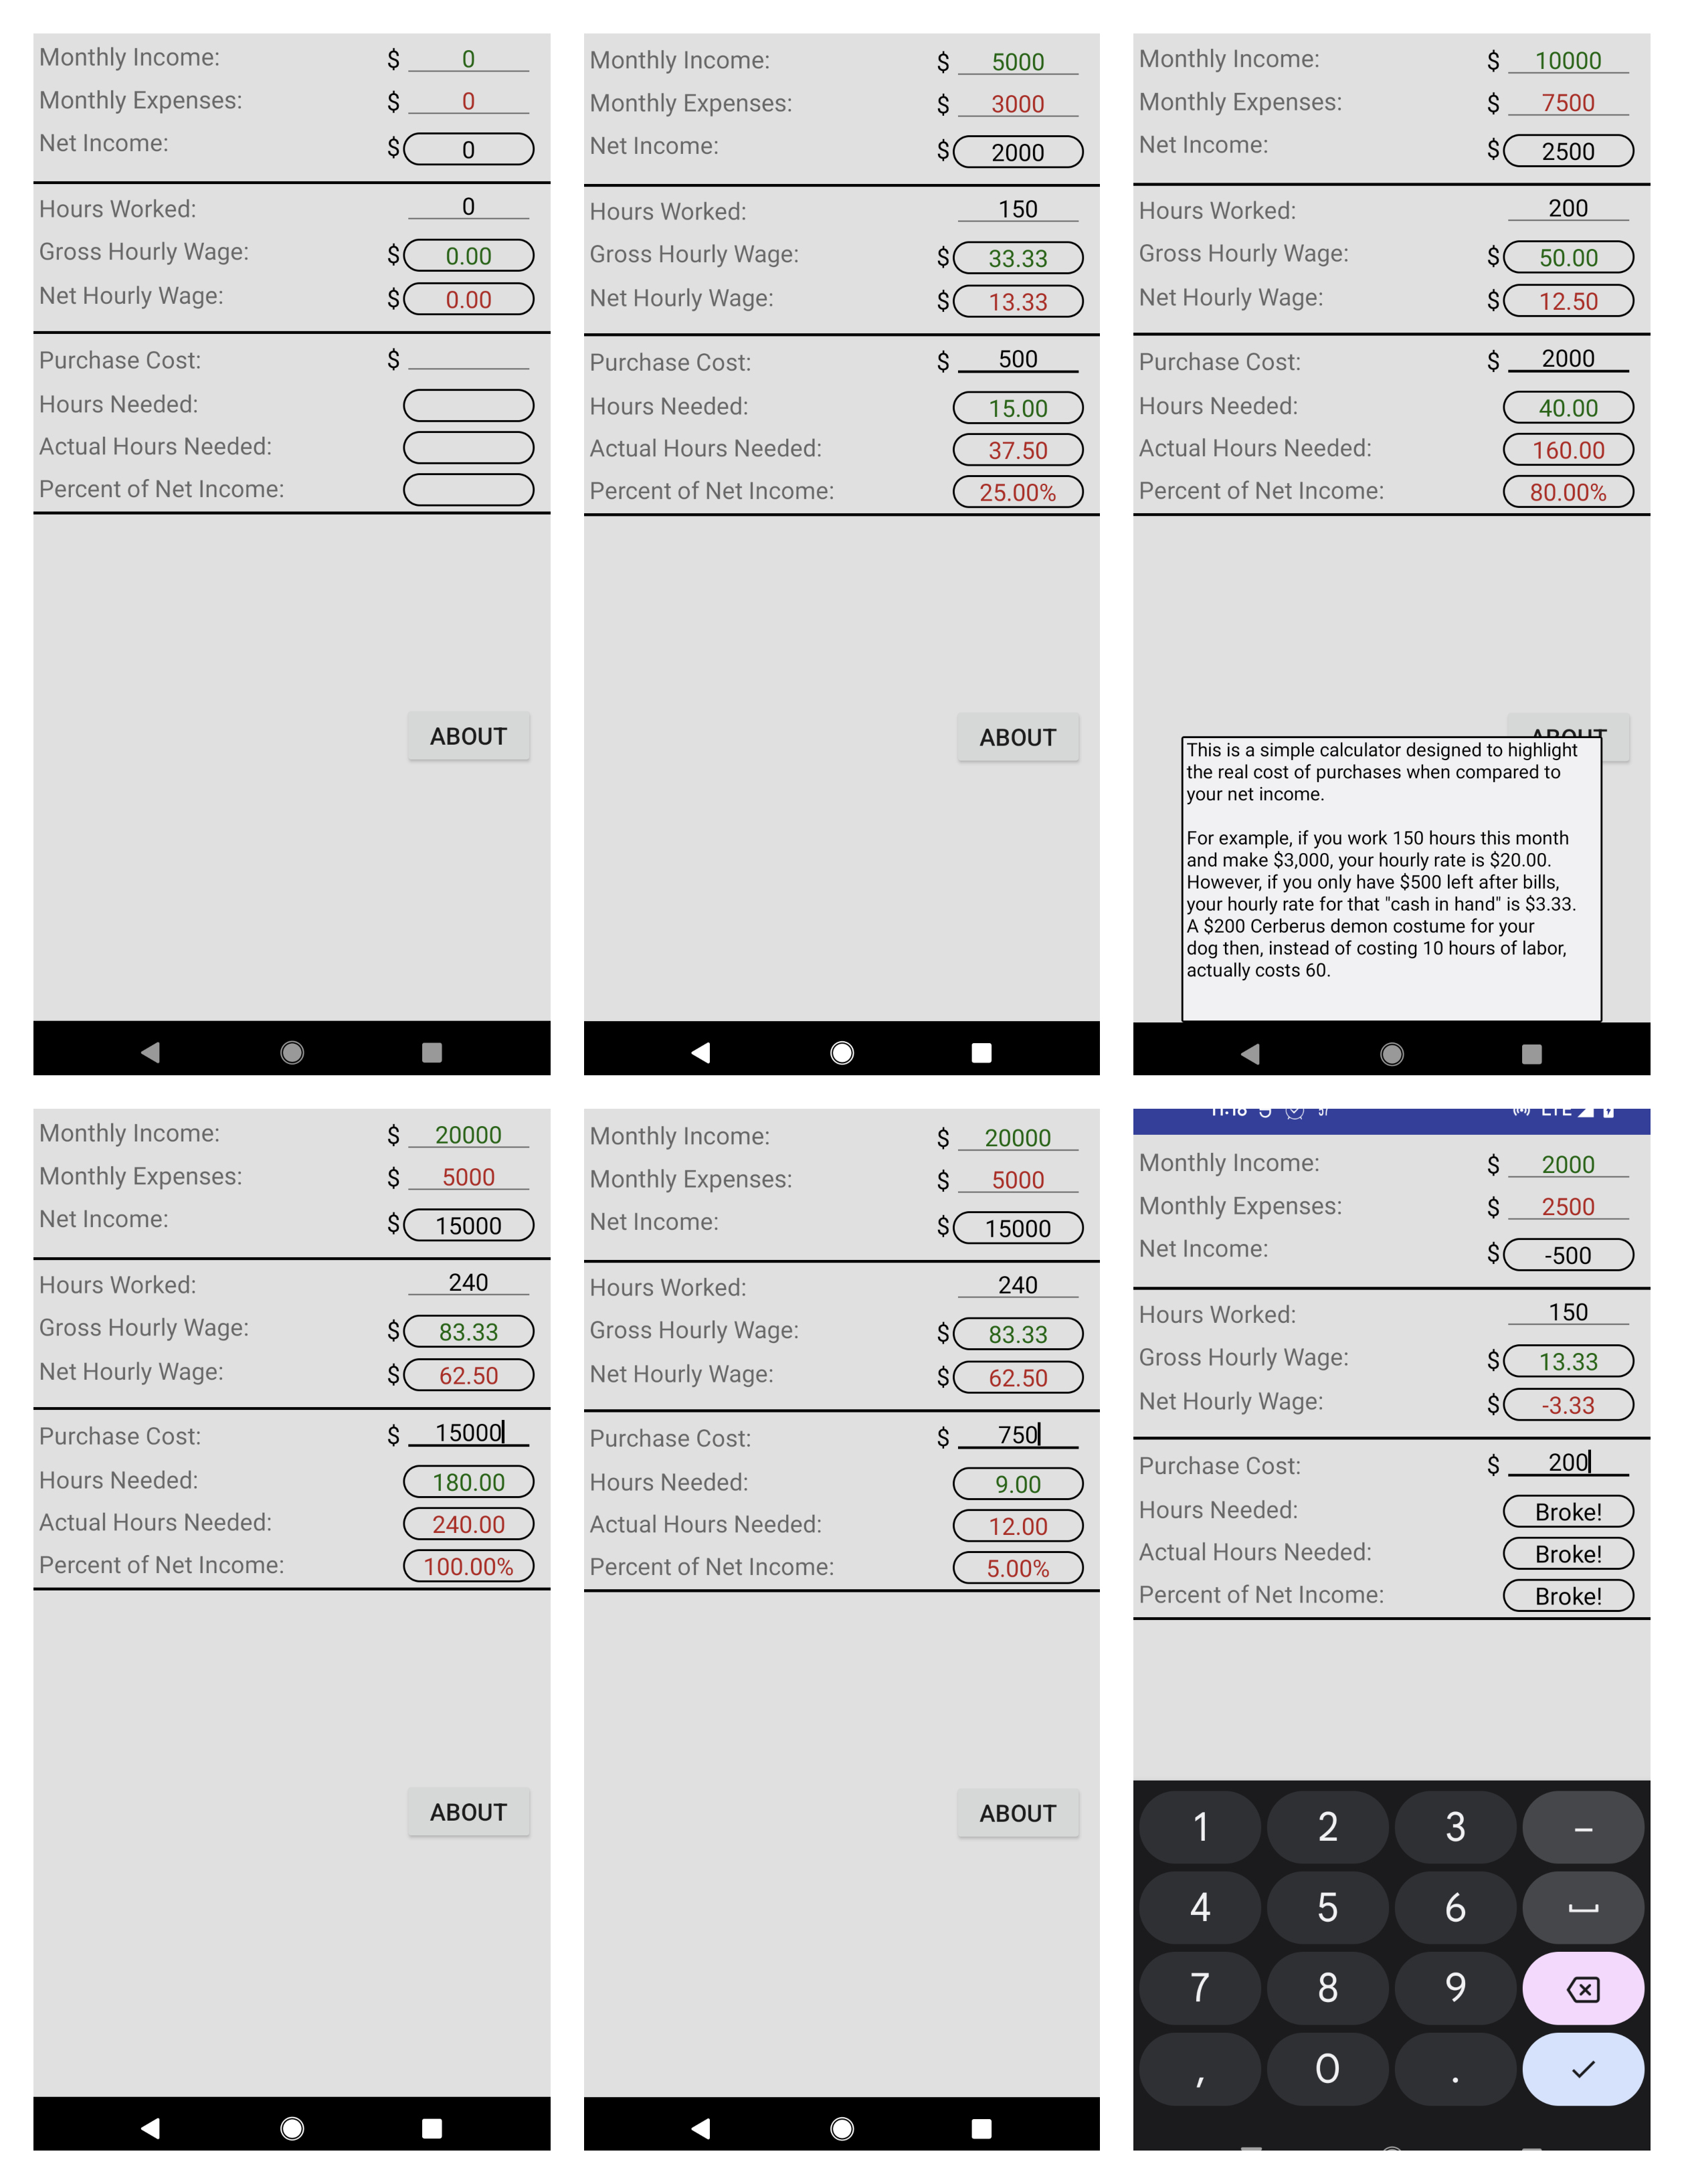 Monthly Income: $ 0
Monthly Expenses: $ 0
Net Income: $ 0
Hours Worked: 0
Gross Hourly Wage: $ 0.00
Net Hourly Wage: $ 0.00
Purchase Cost: $
Hours Needed:
Actual Hours Needed:
Percent of Net Income:
ABOUT
Monthly Income: $ 5000
Monthly Expenses: $ 3000
Net Income: $ 2000
Hours Worked: 150
Gross Hourly Wage: $ 33.33
Net Hourly Wage: $ 13.33
Purchase Cost: $ 500
Hours Needed: 15.00
Actual Hours Needed: 37.50
Percent of Net Income: 25.00%
ABOUT
Monthly Income: $ 10000
Monthly Expenses: $ 7500
Net Income: $ 2500
Hours Worked: 200
Gross Hourly Wage: $ 50.00
Net Hourly Wage: $ 12.50
Purchase Cost: $ 2000
Hours Needed: 40.00
Actual Hours Needed: 160.00
Percent of Net Income: 80.00%
ABOUT
This is a simple calculator designed to highlight
the real cost of purchases when compared to
your net income.
For example, if you work 150 hours this month
and make $3,000, your hourly rate is $20.00.
However, if you only have $500 left after bills,
your hourly rate for that "cash in hand" is $3.33.
A $200 Cerberus demon costume for your
dog then, instead of costing 10 hours of labor,
actually costs 60.
Monthly Income: $ 20000
Monthly Expenses: $ 5000
Net Income: $ 15000
Hours Worked: 240
Gross Hourly Wage: $ 83.33
Net Hourly Wage: $ 62.50
Purchase Cost: $ 15000
Hours Needed: 180.00
Actual Hours Needed: 240.00
Percent of Net Income: 100.00%
ABOUT
Monthly Income: $ 20000
Monthly Expenses: $ 5000
Net Income: $ 15000
Hours Worked: 240
Gross Hourly Wage: $ 83.33
Net Hourly Wage: $ 62.50
Purchase Cost: $ 750
Hours Needed: 9.00
Actual Hours Needed: 12.00
Percent of Net Income: 5.00%
ABOUT
LTE
Monthly Income: $ 2000
Monthly Expenses: $ 2500
Net Income: $ -500
Hours Worked: 150
Gross Hourly Wage: $ 13.33
Net Hourly Wage: $ -3.33
Purchase Cost: $ 200
Hours Needed: Broke!
Actual Hours Needed: Broke!
Percent of Net Income: Broke!
1 2 3 –
4 5 6
7 8 9
, 0 .